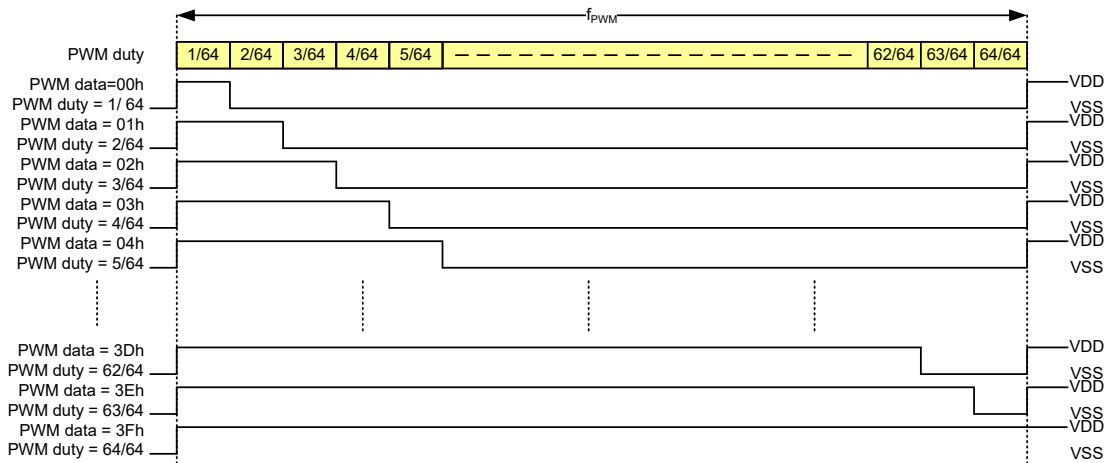 fPWM
PWM duty 1/64 2/64 3/64 4/64 5/64 62/64 63/64 64/64
PWM data=00h VDD
PWM duty = 1/ 64 VSS
PWM data = 01h VDD
PWM duty = 2/64 VSS
PWM data = 02h VDD
PWM duty = 3/64 VSS
PWM data = 03h VDD
PWM duty = 4/64 VSS
PWM data = 04h VDD
PWM duty = 5/64 VSS
PWM data = 3Dh VDD
PWM duty = 62/64 VSS
PWM data = 3Eh VDD
PWM duty = 63/64 VSS
PWM data = 3Fh VDD
PWM duty = 64/64 VSS